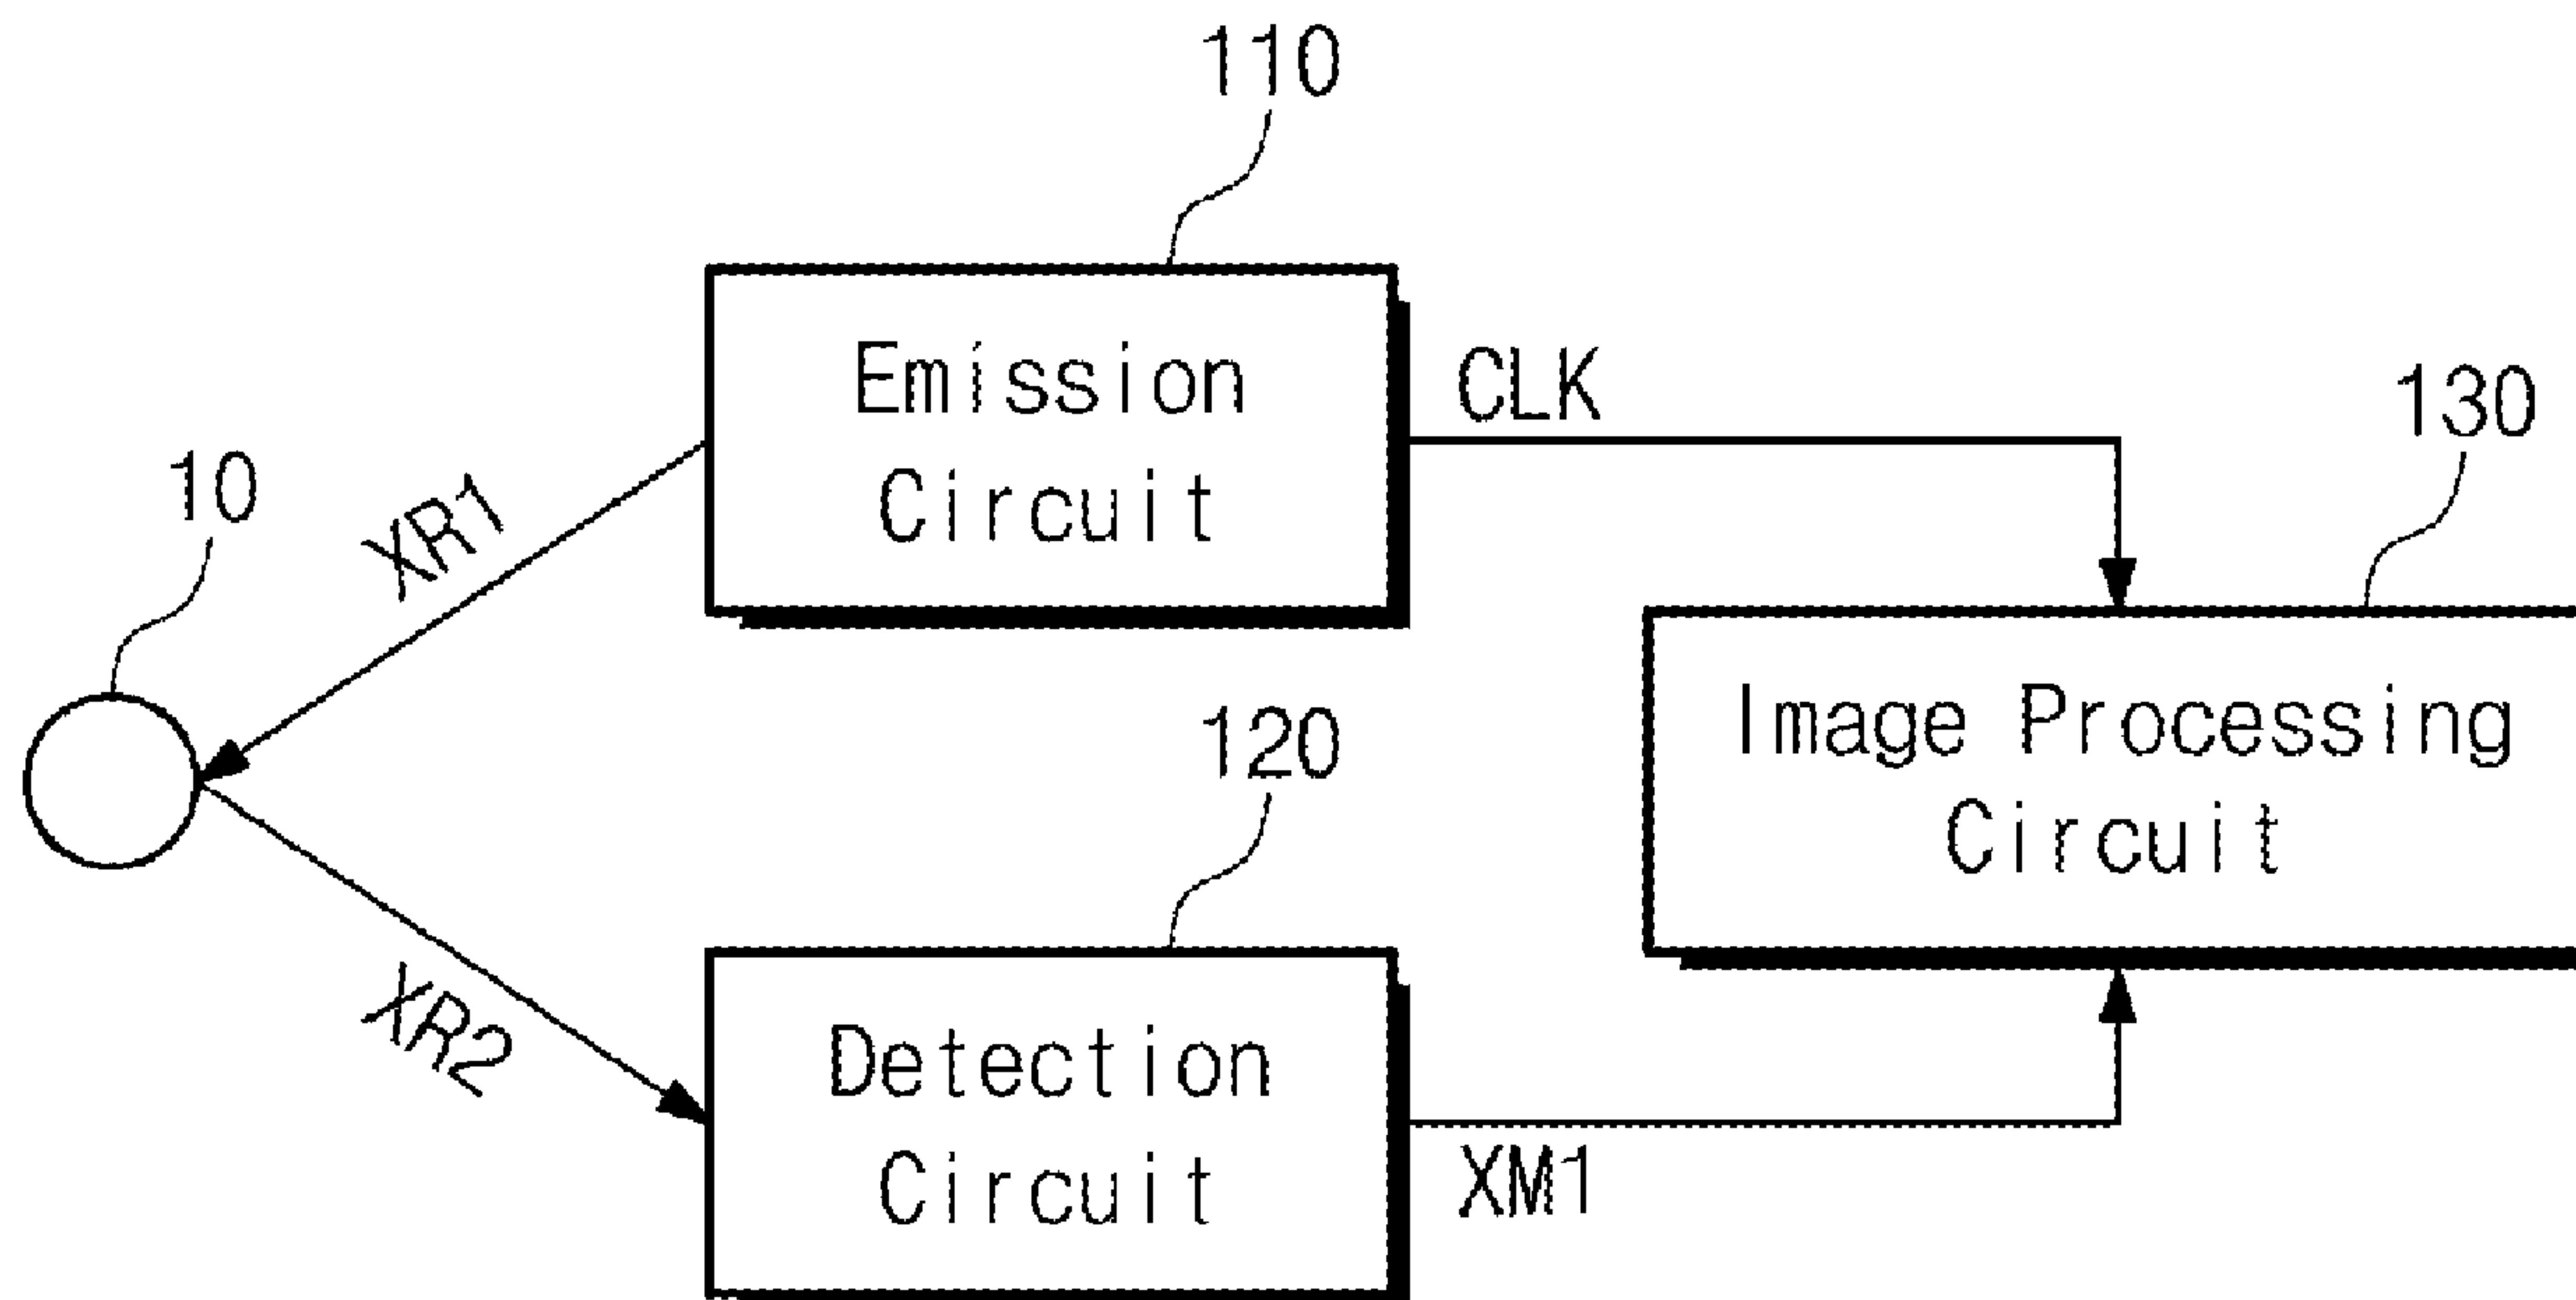 110
Emission
Circuit
CLK
130
10
XR1
Image Processing
Circuit
120
XR2
Detection
Circuit
XM1